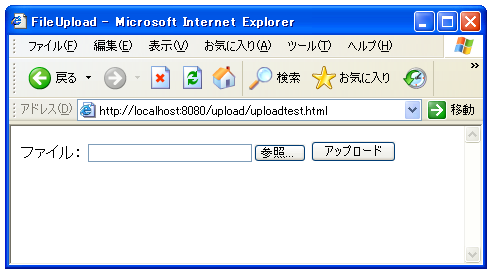 FileUpload - Microsoft Internet Explorer
ファイル(F) 編集(E) 表示(V) お気に入り(A) ツール(T) ヘルプ(H)
戻る 検索 お気に入り »
アドレス(D) http://localhost:8080/upload/uploadtest.html 移動
ファイル: 参照... アップロード